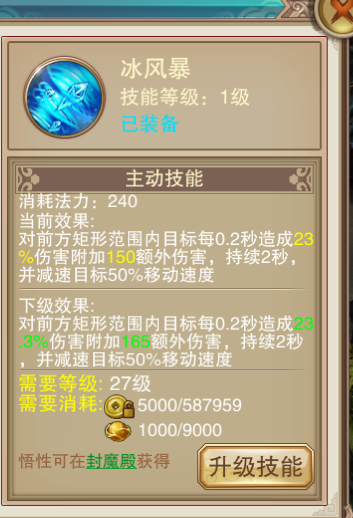 冰风暴
技能等级：1级
已装备
主动技能
消耗法力：240
当前效果:
对前方矩形范围内目标每0.2秒造成23
%伤害附加150额外伤害，持续2秒，
并减速目标50%移动速度
下级效果:
对前方矩形范围内目标每0.2秒造成23
.3%伤害附加165额外伤害，持续2秒
，并减速目标50%移动速度
需要等级: 27级
需要消耗: 5000/587959
1000/9000
悟性可在封魔殿获得
升级技能